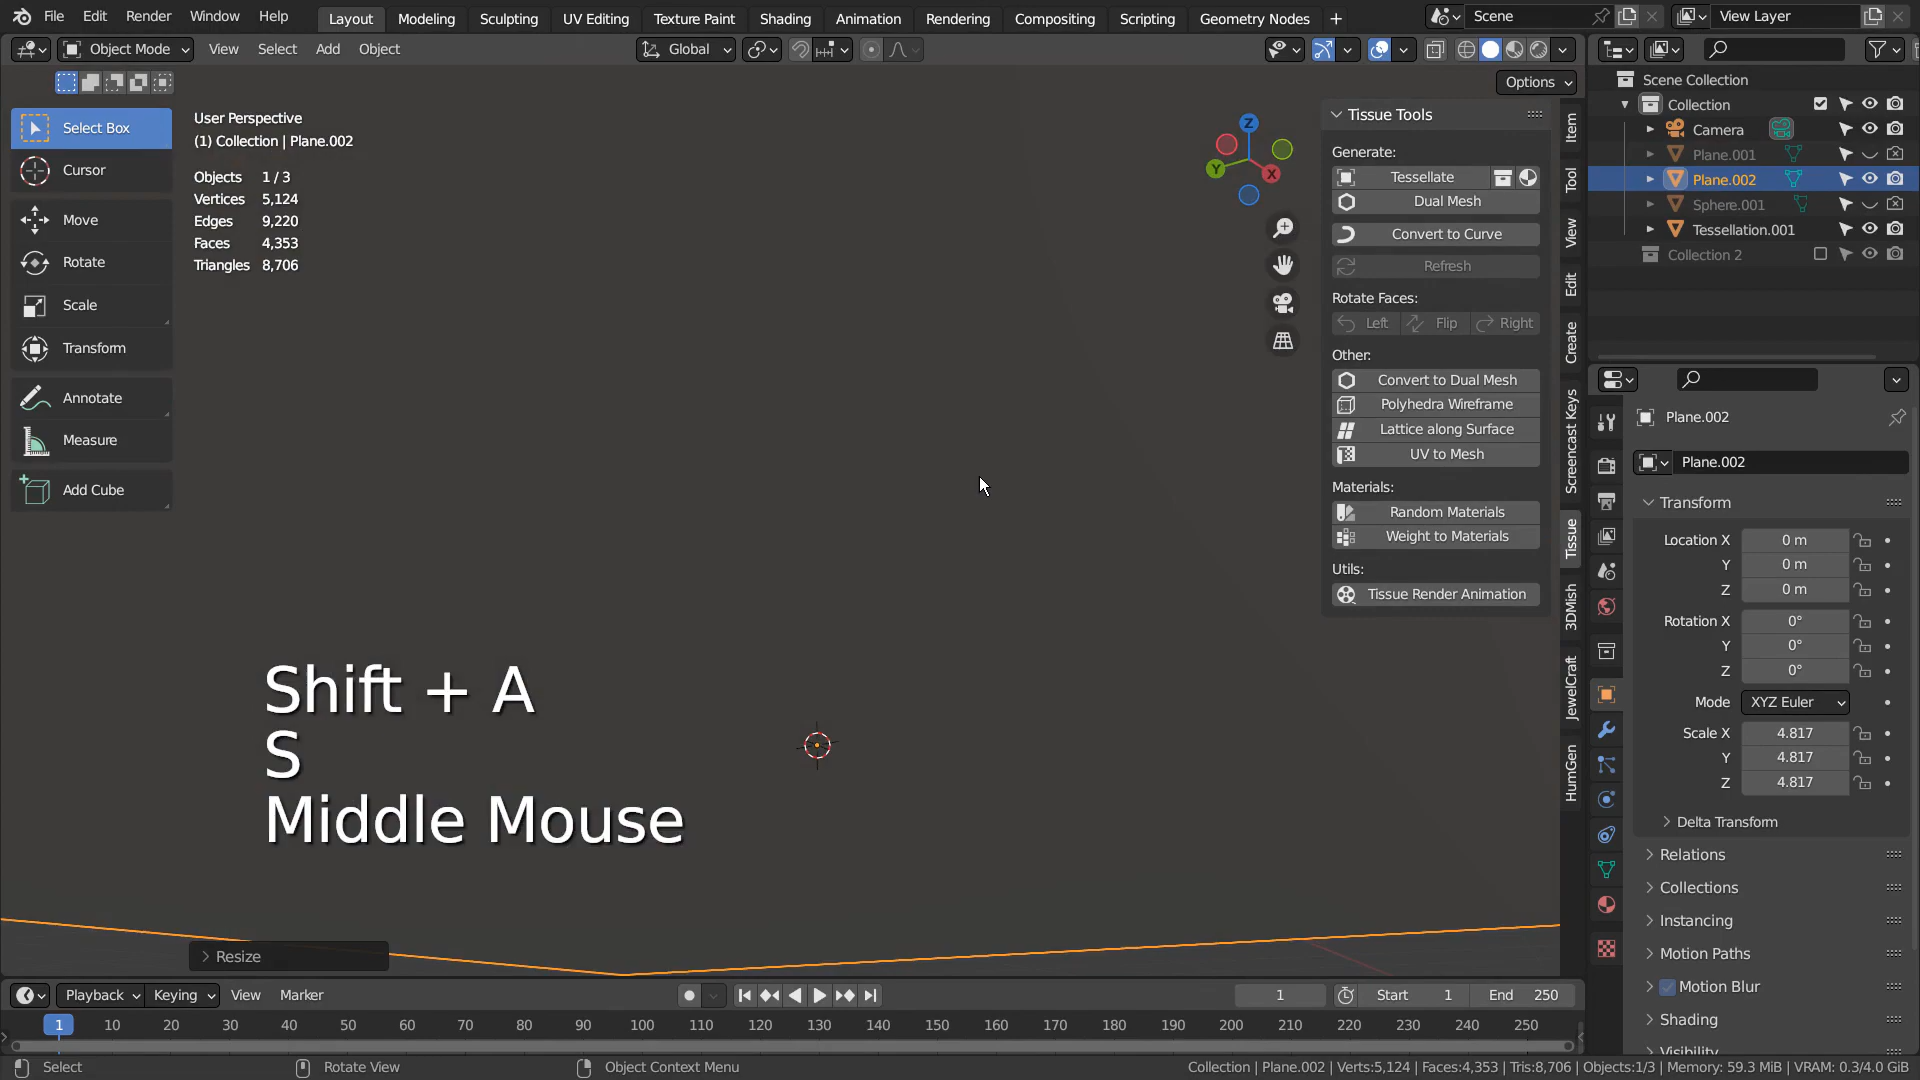 File Edit Render Window Help Layout Modeling Sculpting UV Editing Texture Paint Shading Animation Rendering Compositing Scripting Geometry Nodes + Scene View Layer
Object Mode View Select Add Object Global
Options
Select Box
Cursor
Move
Rotate
Scale
Transform
Annotate
Measure
Add Cube
User Perspective
(1) Collection | Plane.002
Objects 1 / 3
Vertices 5,124
Edges 9,220
Faces 4,353
Triangles 8,706
Z
Y
X
Tissue Tools
Generate:
Tessellate
Dual Mesh
Convert to Curve
Refresh
Rotate Faces:
Left Flip Right
Other:
Convert to Dual Mesh
Polyhedra Wireframe
Lattice along Surface
UV to Mesh
Materials:
Random Materials
Weight to Materials
Utils:
Tissue Render Animation
Item
Tool
View
Edit
Create
Screencast Keys
Tissue
3DMish
JewelCraft
HumGen
Scene Collection
Collection
Camera
Plane.001
Plane.002
Sphere.001
Tessellation.001
Collection 2
Plane.002
Plane.002
Transform
Location X 0 m
Y 0 m
Z 0 m
Rotation X 0°
Y 0°
Z 0°
Mode XYZ Euler
Scale X 4.817
Y 4.817
Z 4.817
Delta Transform
Relations
Collections
Instancing
Motion Paths
Motion Blur
Shading
Visibility
Shift + A
S
Middle Mouse
Resize
Playback Keying View Marker 1 Start 1 End 250
1 10 20 30 40 50 60 70 80 90 100 110 120 130 140 150 160 170 180 190 200 210 220 230 240 250
Select Rotate View Object Context Menu Collection | Plane.002 | Verts:5,124 | Faces:4,353 | Tris:8,706 | Objects:1/3 | Memory: 59.3 MiB | VRAM: 0.3/4.0 GiB